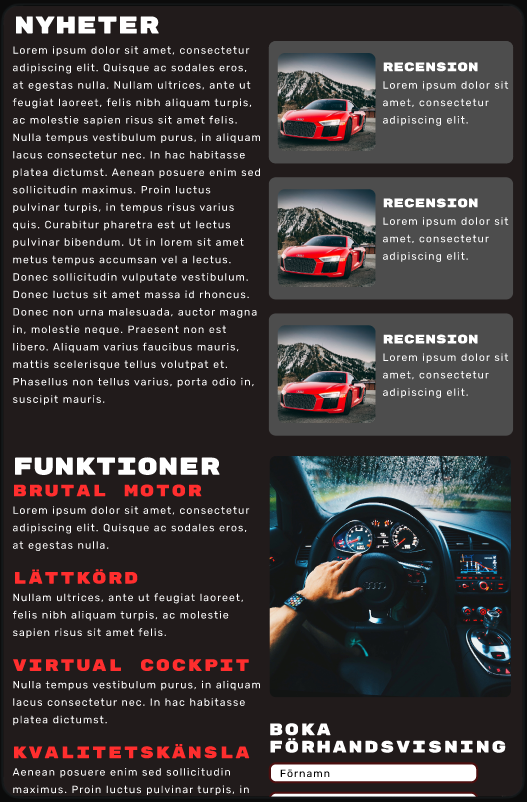 NYHETER
Lorem ipsum dolor sit amet, consectetur
adipiscing elit. Quisque ac sodales eros,
at egestas nulla. Nullam ultrices, ante ut
feugiat laoreet, felis nibh aliquam turpis,
ac molestie sapien risus sit amet felis.
Nulla tempus vestibulum purus, in aliquam
lacus consectetur nec. In hac habitasse
platea dictumst. Aenean posuere enim sed
sollicitudin maximus. Proin luctus
pulvinar turpis, in tempus risus varius
quis. Curabitur pharetra est ut lectus
pulvinar bibendum. Ut in lorem sit amet
metus tempus accumsan vel a lectus.
Donec sollicitudin vulputate vestibulum.
Donec luctus sit amet massa id rhoncus.
Donec non urna malesuada, auctor magna
in, molestie neque. Praesent non est
libero. Aliquam varius faucibus mauris,
mattis scelerisque tellus volutpat et.
Phasellus non tellus varius, porta odio in,
suscipit mauris.
RECENSION
Lorem ipsum dolor sit
amet, consectetur
adipiscing elit.
RECENSION
Lorem ipsum dolor sit
amet, consectetur
adipiscing elit.
RECENSION
Lorem ipsum dolor sit
amet, consectetur
adipiscing elit.
FUNKTIONER
BRUTAL MOTOR
Lorem ipsum dolor sit amet, consectetur
adipiscing elit. Quisque ac sodales eros,
at egestas nulla.
LÄTTKÖRD
Nullam ultrices, ante ut feugiat laoreet,
felis nibh aliquam turpis, ac molestie
sapien risus sit amet felis.
VIRTUAL COCKPIT
Nulla tempus vestibulum purus, in aliquam
lacus consectetur nec. In hac habitasse
platea dictumst.
KVALITETSKÄNSLA
Aenean posuere enim sed sollicitudin
maximus. Proin luctus pulvinar turpis, in
BOKA
FÖRHANDSVISNING
Förnamn